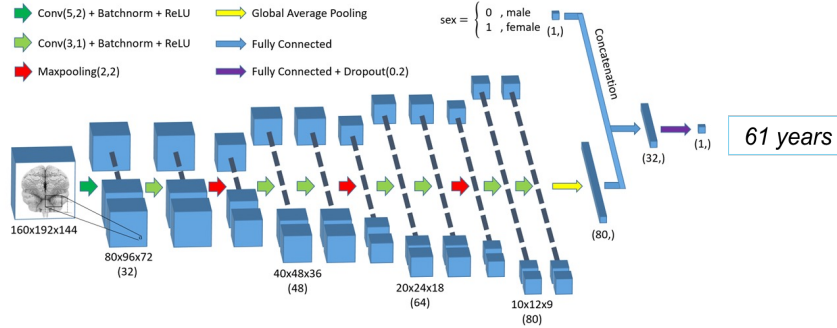 Conv(5,2) + Batchnorm + ReLU
Conv(3,1) + Batchnorm + ReLU
Maxpooling(2,2)
Global Average Pooling
Fully Connected
Fully Connected + Dropout(0.2)
sex = { 0 , male
1 , female
(1,)
Concatenation
160x192x144
80x96x72
(32)
40x48x36
(48)
20x24x18
(64)
10x12x9
(80)
(80,)
(32,)
(1,)
61 years